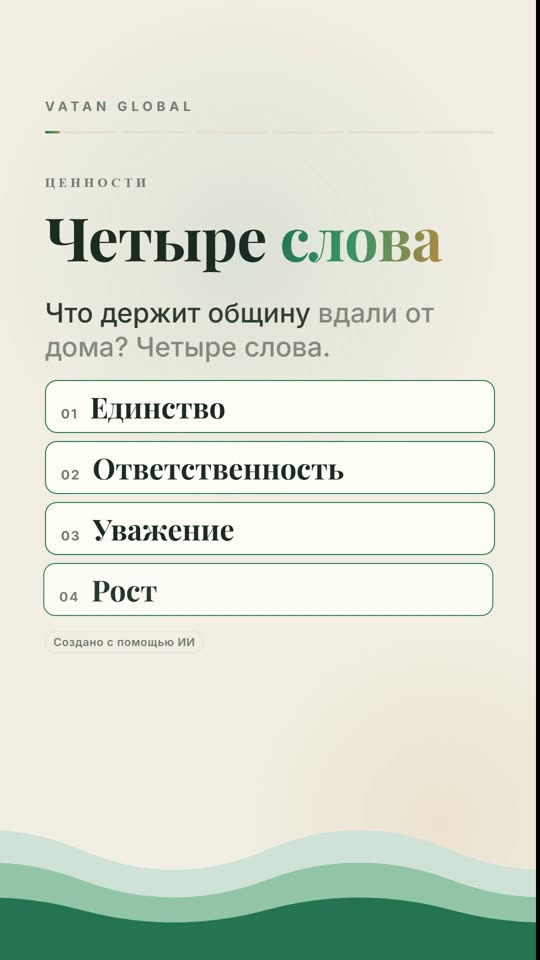 VATAN GLOBAL
ЦЕННОСТИ
Четыре слова
Что держит общину вдали от
дома? Четыре слова.
01 Единство
02 Ответственность
03 Уважение
04 Рост
Создано с помощью ИИ